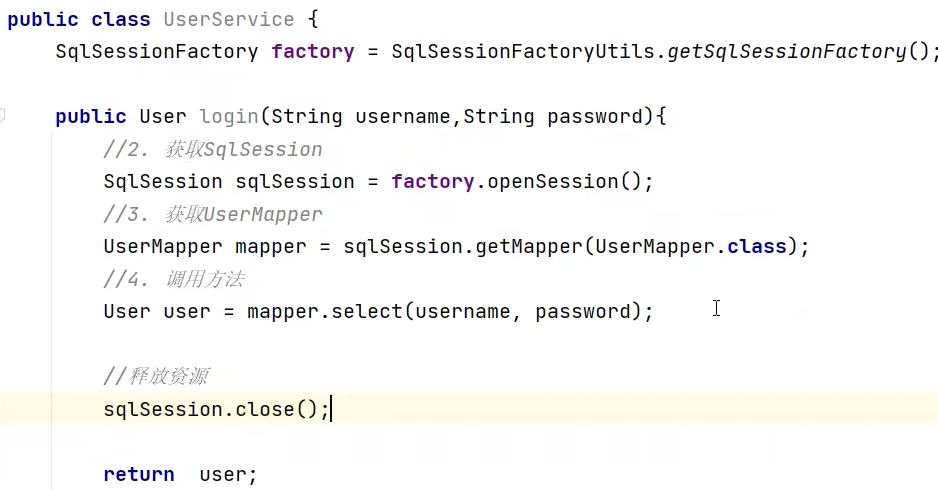 public class UserService {
SqlSessionFactory factory = SqlSessionFactoryUtils.getSqlSessionFactory();
public User login(String username,String password){
//2. 获取SqlSession
SqlSession sqlSession = factory.openSession();
//3. 获取UserMapper
UserMapper mapper = sqlSession.getMapper(UserMapper.class);
//4. 调用方法
User user = mapper.select(username, password);
//释放资源
sqlSession.close();
return  user;